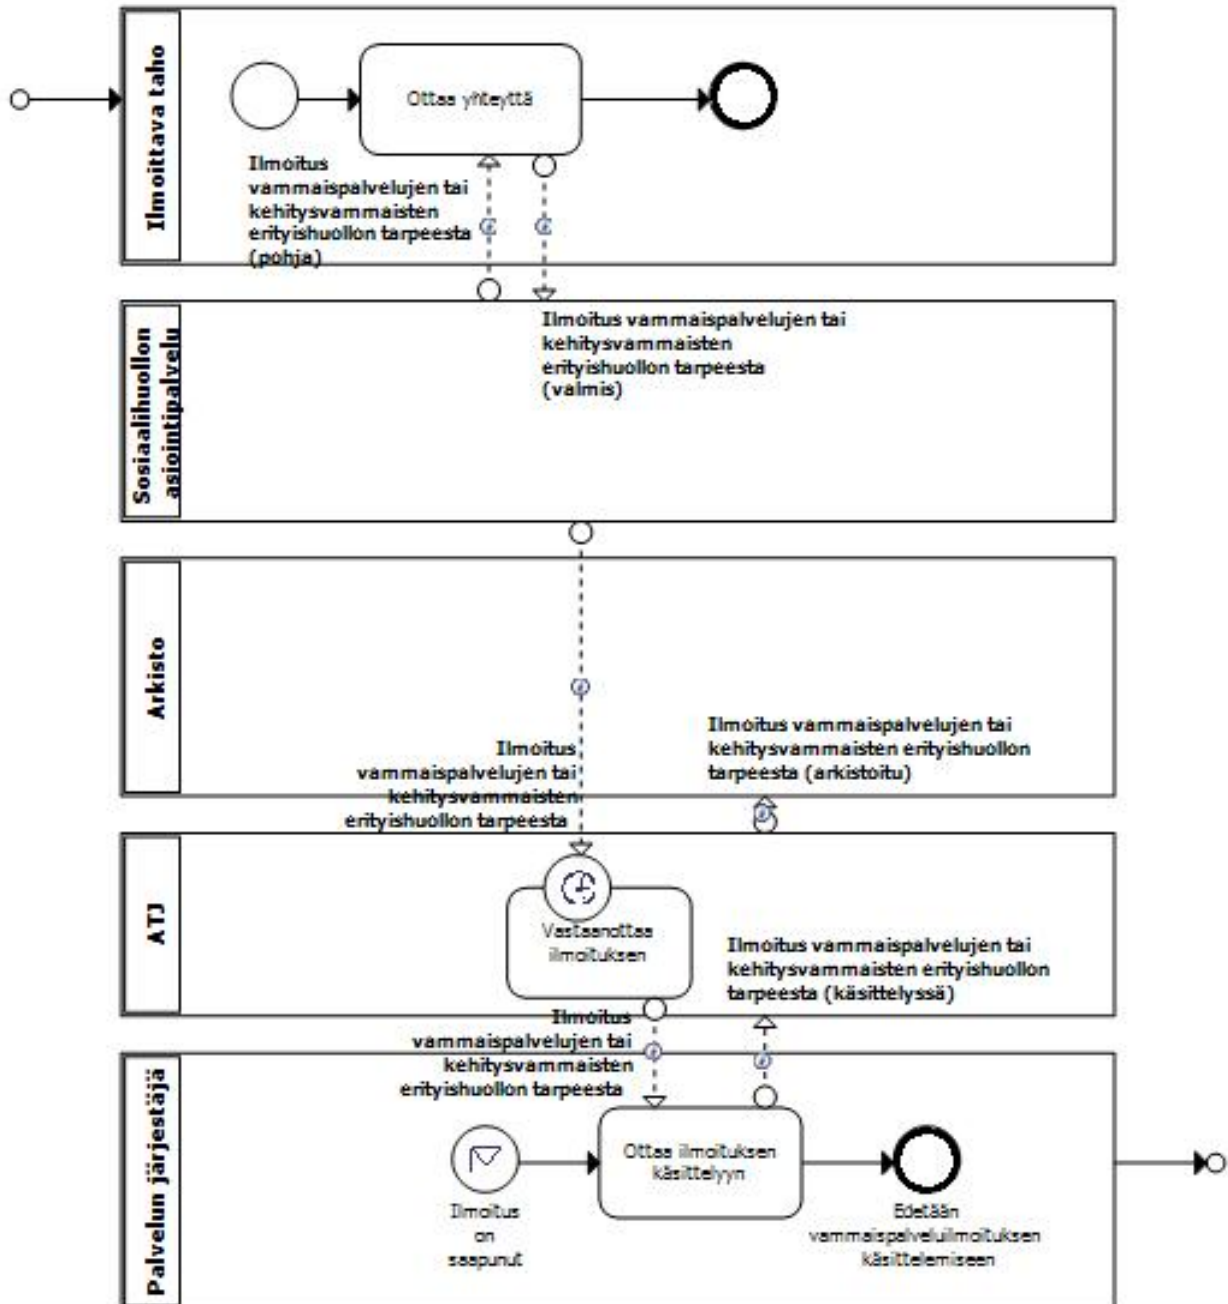 Ilmoittava taho
Ottaa yhteyttä
Ilmoitus
vammaispalvelujen tai
kehitysvammaisten
erityishuollon tarpeesta
(pohja)
Sosiaalihuollon
asiointipalvelu
Ilmoitus vammaispalvelujen tai
kehitysvammaisten
erityishuollon tarpeesta
(valmis)
Arkisto
Ilmoitus
vammaispalvelujen tai
kehitysvammaisten
erityishuollon tarpeesta
Ilmoitus vammaispalvelujen tai
kehitysvammaisten erityishuollon
tarpeesta (arkistoitu)
ATJ
Vastaanottaa
ilmoituksen
Ilmoitus vammaispalvelujen tai
kehitysvammaisten erityishuollon
tarpeesta (käsittelyssä)
Ilmoitus
vammaispalvelujen tai
kehitysvammaisten
erityishuollon tarpeesta
Palvelun järjestäjä
Ottaa ilmoituksen
käsittelyyn
Ilmoitus
on
saapunut
Edetään
vammaispalveluilmoituksen
käsittelemiseen